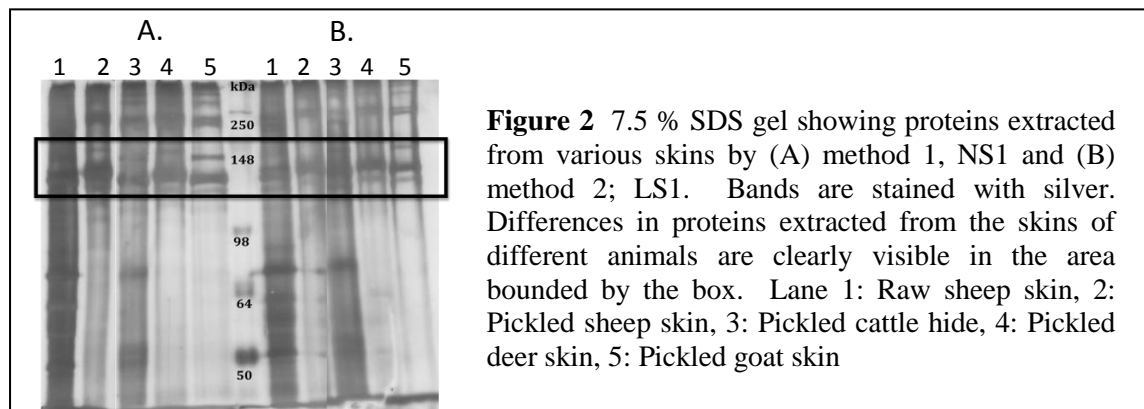 A. B.
1 2 3 4 5 1 2 3 4 5
kDa
250
148
98
64
50
Figure 2 7.5 % SDS gel showing proteins extracted
from various skins by (A) method 1, NS1 and (B)
method 2; LS1. Bands are stained with silver.
Differences in proteins extracted from the skins of
different animals are clearly visible in the area
bounded by the box. Lane 1: Raw sheep skin, 2:
Pickled sheep skin, 3: Pickled cattle hide, 4: Pickled
deer skin, 5: Pickled goat skin